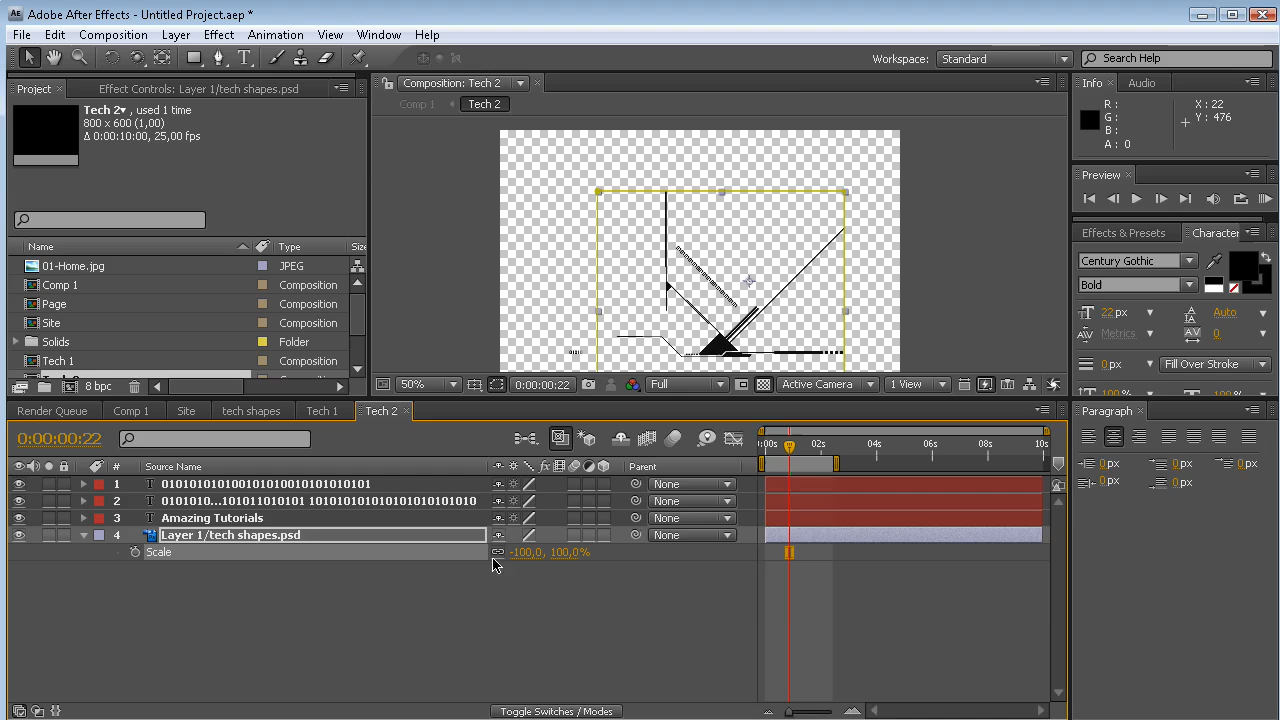 Adobe After Effects - Untitled Project.aep *
File Edit Composition Layer Effect Animation View Window Help
Workspace: Standard Search Help
Project Effect Controls: Layer 1/tech shapes.psd
Composition: Tech 2
Info Audio
Comp 1 Tech 2
Tech 2, used 1 time
800 x 600 (1,00)
Δ 0:00:10:00, 25,00 fps
R: X: 22
G: Y: 476
B:
A: 0
Preview
Effects & Presets Character
Name Type Size
01-Home.jpg JPEG
Comp 1 Composition
Page Composition
Site Composition
Solids Folder
Tech 1 Composition
8 bpc
Century Gothic
Bold
22 px Auto
Metrics 0
0 px Fill Over Stroke
50% 0:00:00:22 Full Active Camera 1 View
Render Queue Comp 1 Site tech shapes Tech 1 Tech 2
Paragraph
0:00:00:22
:00s 02s 04s 06s 08s 10s
# Source Name Parent
1 None
2 None
3 Amazing Tutorials None
4 Layer 1/tech shapes.psd None
Scale -100,0, 100,0%
0 px 0 px 0 px
0 px 0 px
Toggle Switches / Modes